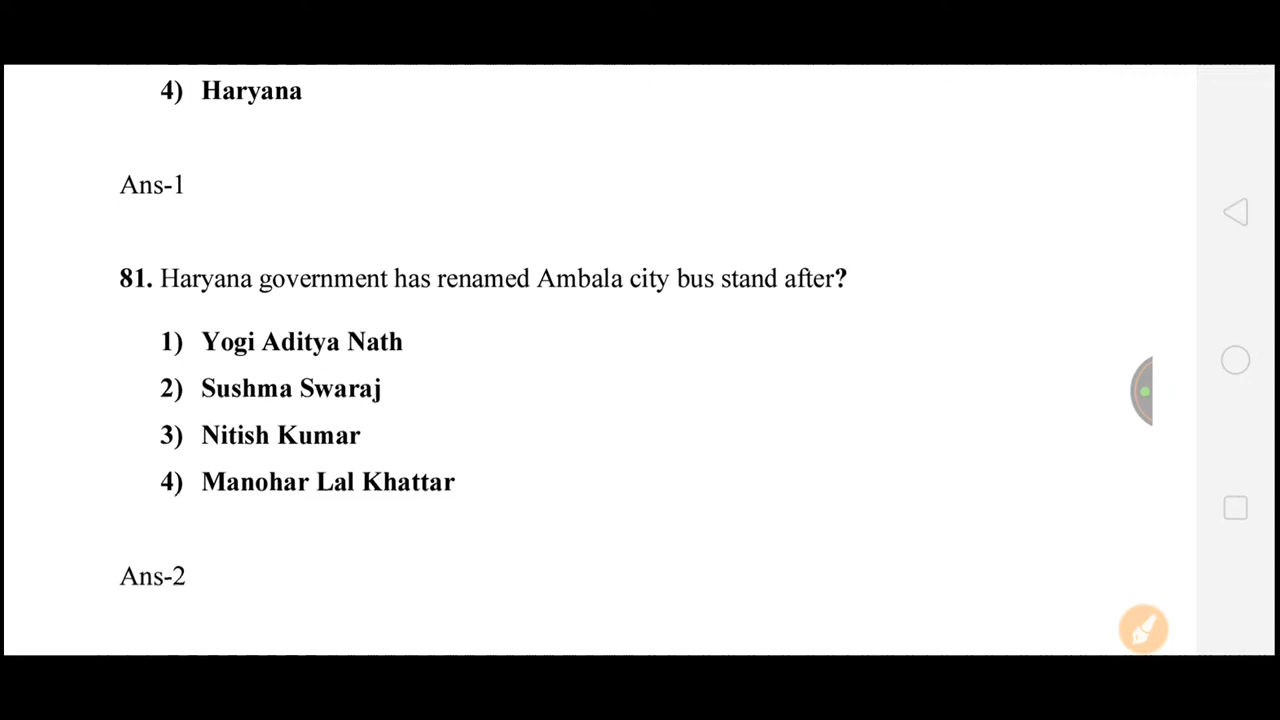 4) Haryana
Ans-1
81. Haryana government has renamed Ambala city bus stand after?
1) Yogi Aditya Nath
2) Sushma Swaraj
3) Nitish Kumar
4) Manohar Lal Khattar
Ans-2